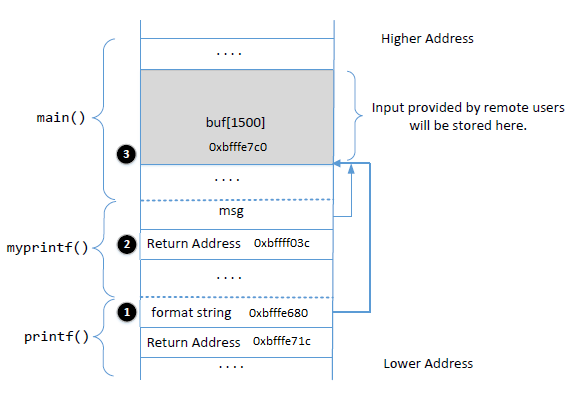 Higher Address
....
main()
buf[1500]
0xbfffe7c0
Input provided by remote users
will be stored here.
3
....
msg
myprintf()
2
Return Address 0xbffff03c
....
1
format string 0xbfffe680
printf()
Return Address 0xbfffe71c
....
Lower Address